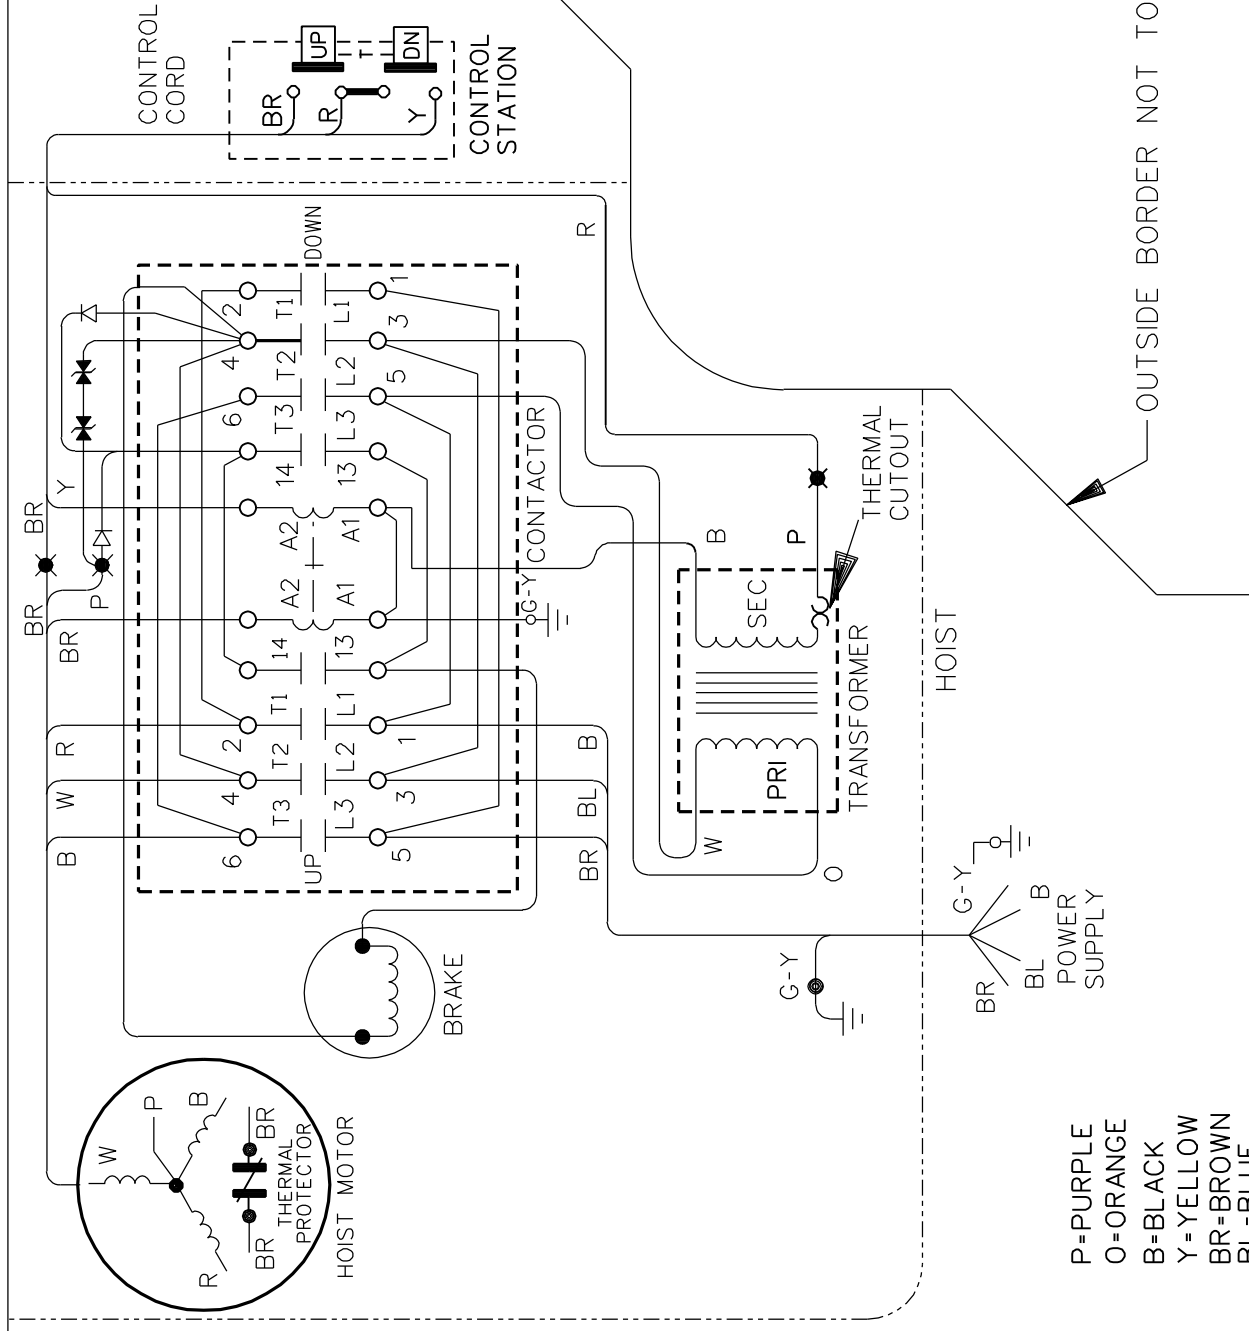 CONTROL
CORD
UP
T
DN
BR
R
Y
CONTROL
STATION
OUTSIDE BORDER NOT TO
R
DOWN
2
T1
L1
1
4
T2
L2
3
6
T3
L3
5
14
13
A2
A1
A2
A1
14
13
T1
L1
2
1
T2
L2
4
3
T3
L3
6
5
UP
CONTACTOR
G-Y
BR
BR
Y
P
BR
R
W
B
B
BL
BR
B
P
THERMAL
CUTOUT
SEC
PRI
TRANSFORMER
W
O
HOIST
G-Y
G-Y
B
BL
BR
POWER
SUPPLY
BRAKE
W
P
B
R
BR
BR
THERMAL
PROTECTOR
HOIST MOTOR
P=PURPLE
O=ORANGE
B=BLACK
Y=YELLOW
BR=BROWN
BL=BLUE